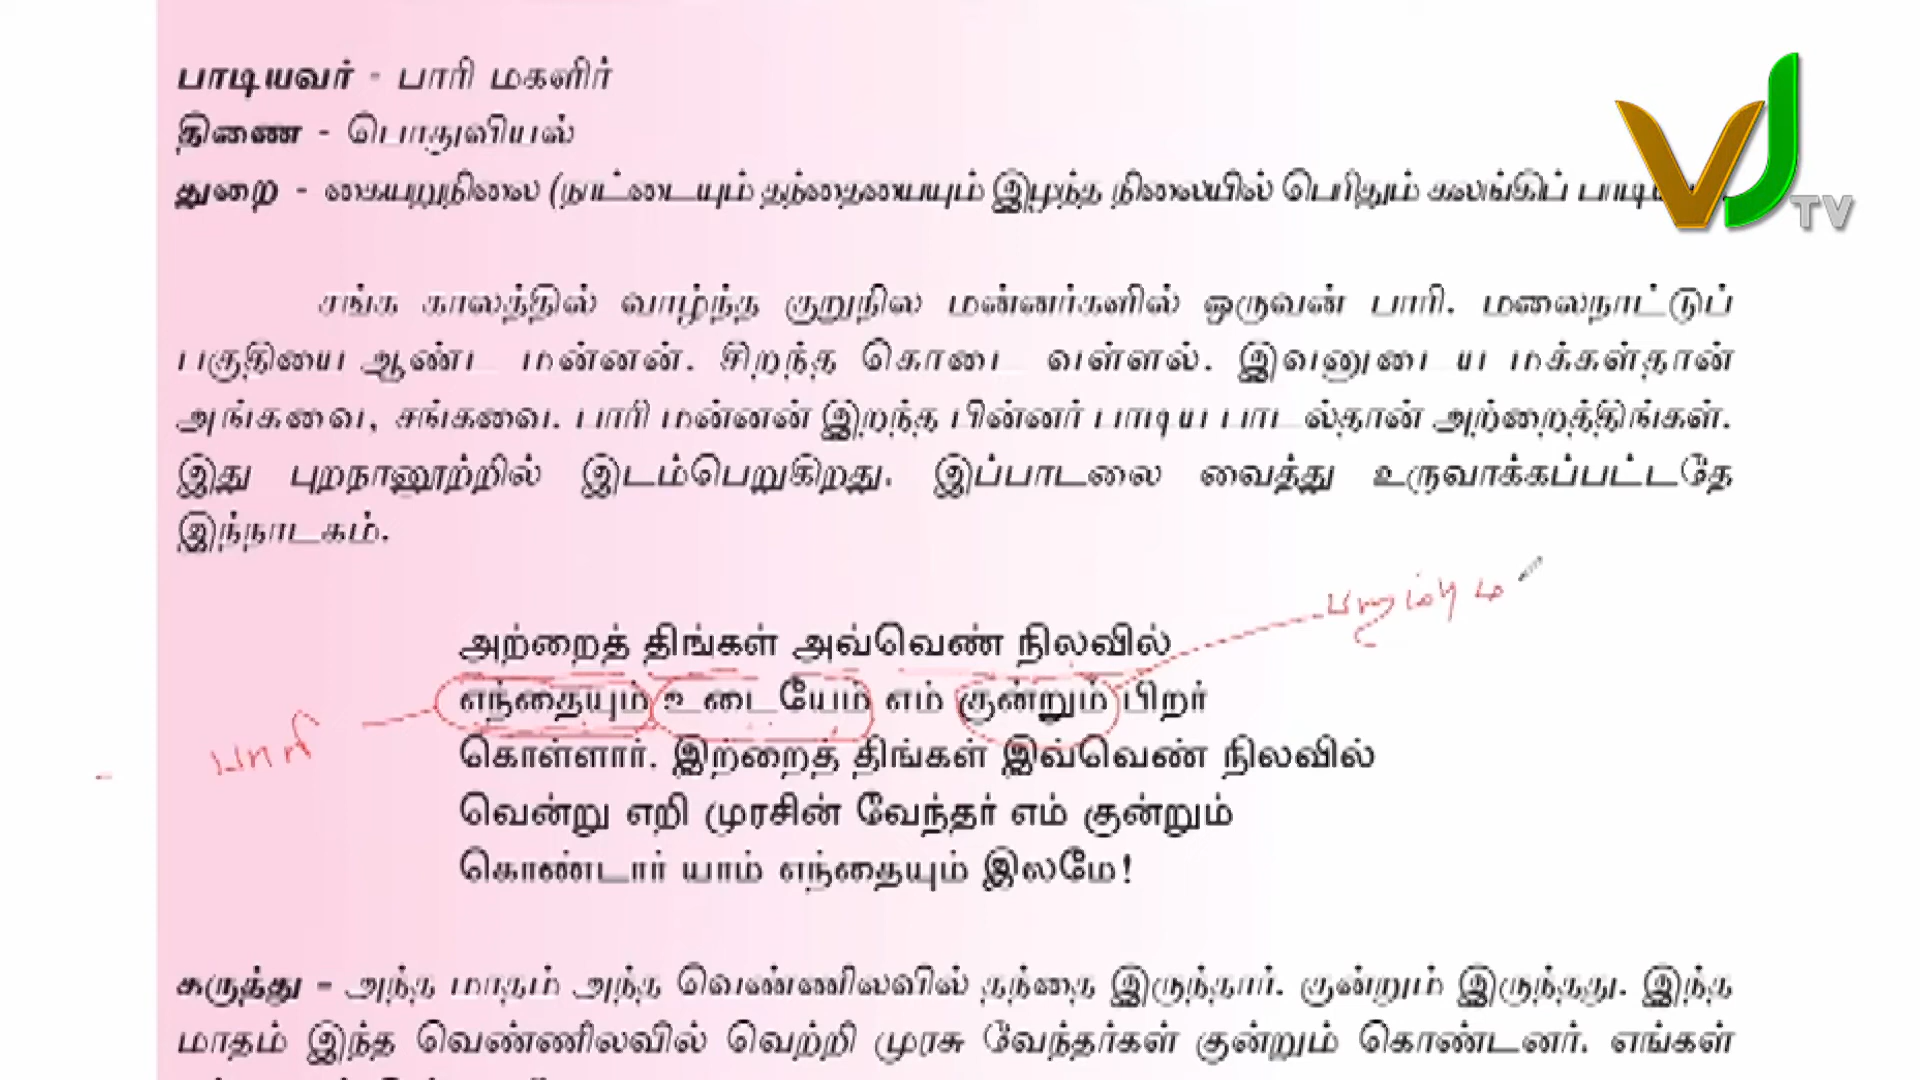 பாடியவர் - பாரி மகளிர்
திணை - பொதுவியல்
துறை - கையறுநிலை (நாட்டையும் தந்தையையும் இழந்த நிலையில் பெரிதும் கலங்கிப்
VJ TV
சங்க காலத்தில் வாழ்ந்த குறுநில மன்னர்களில் ஒருவன் பாரி. மலைநாட்டுப்
பகுதியை ஆண்ட மன்னன். சிறந்த கொடை வள்ளல். இவனுடைய மக்கள்தான்
அங்கவை, சங்கவை. பாரி மன்னன் இறந்த பின்னர் பாடிய பாடல்தான் அற்றைத்திங்கள்.
இது புறநானூற்றில் இடம்பெறுகிறது. இப்பாடலை வைத்து உருவாக்கப்பட்டதே
இந்நாடகம்.
பறம்பு ம
அற்றைத் திங்கள் அவ்வெண் நிலவில்
எந்தையும் உடையேம் எம் குன்றும் பிறர்
பாரி
கொள்ளார். இற்றைத் திங்கள் இவ்வெண் நிலவில்
வென்று எறி முரசின் வேந்தர் எம் குன்றும்
கொண்டார் யாம் எந்தையும் இலமே!
கருத்து - அந்த மாதம் அந்த வெண்ணிலவில் தந்தை இருந்தார். குன்றும் இருந்தது. இந்த
மாதம் இந்த வெண்ணிலவில் வெற்றி முரசு வேந்தர்கள் குன்றும் கொண்டனர். எங்கள்